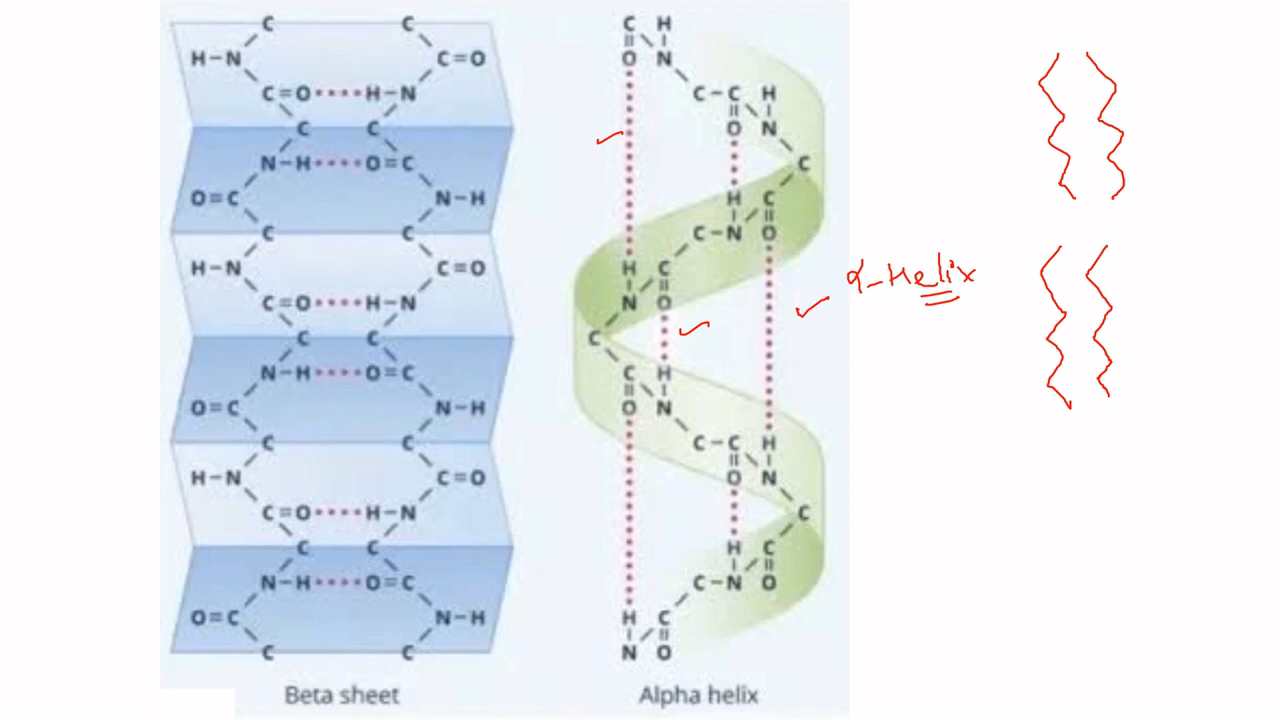 C C
H–N C=O
C=O H–N
C C
N–H O=C
O=C N–H
C C
H–N C=O
C=O H–N
C C
N–H O=C
O=C N–H
C C
H–N C=O
C=O H–N
C C
N–H O=C
O=C N–H
C C
Beta sheet
C H
O N
C–C H
O N
C
H C
C–N O
H C
N O
C
C H
O N
C–C H
O N
C
H C
C–N O
H C
N O
Alpha helix
α-Helix